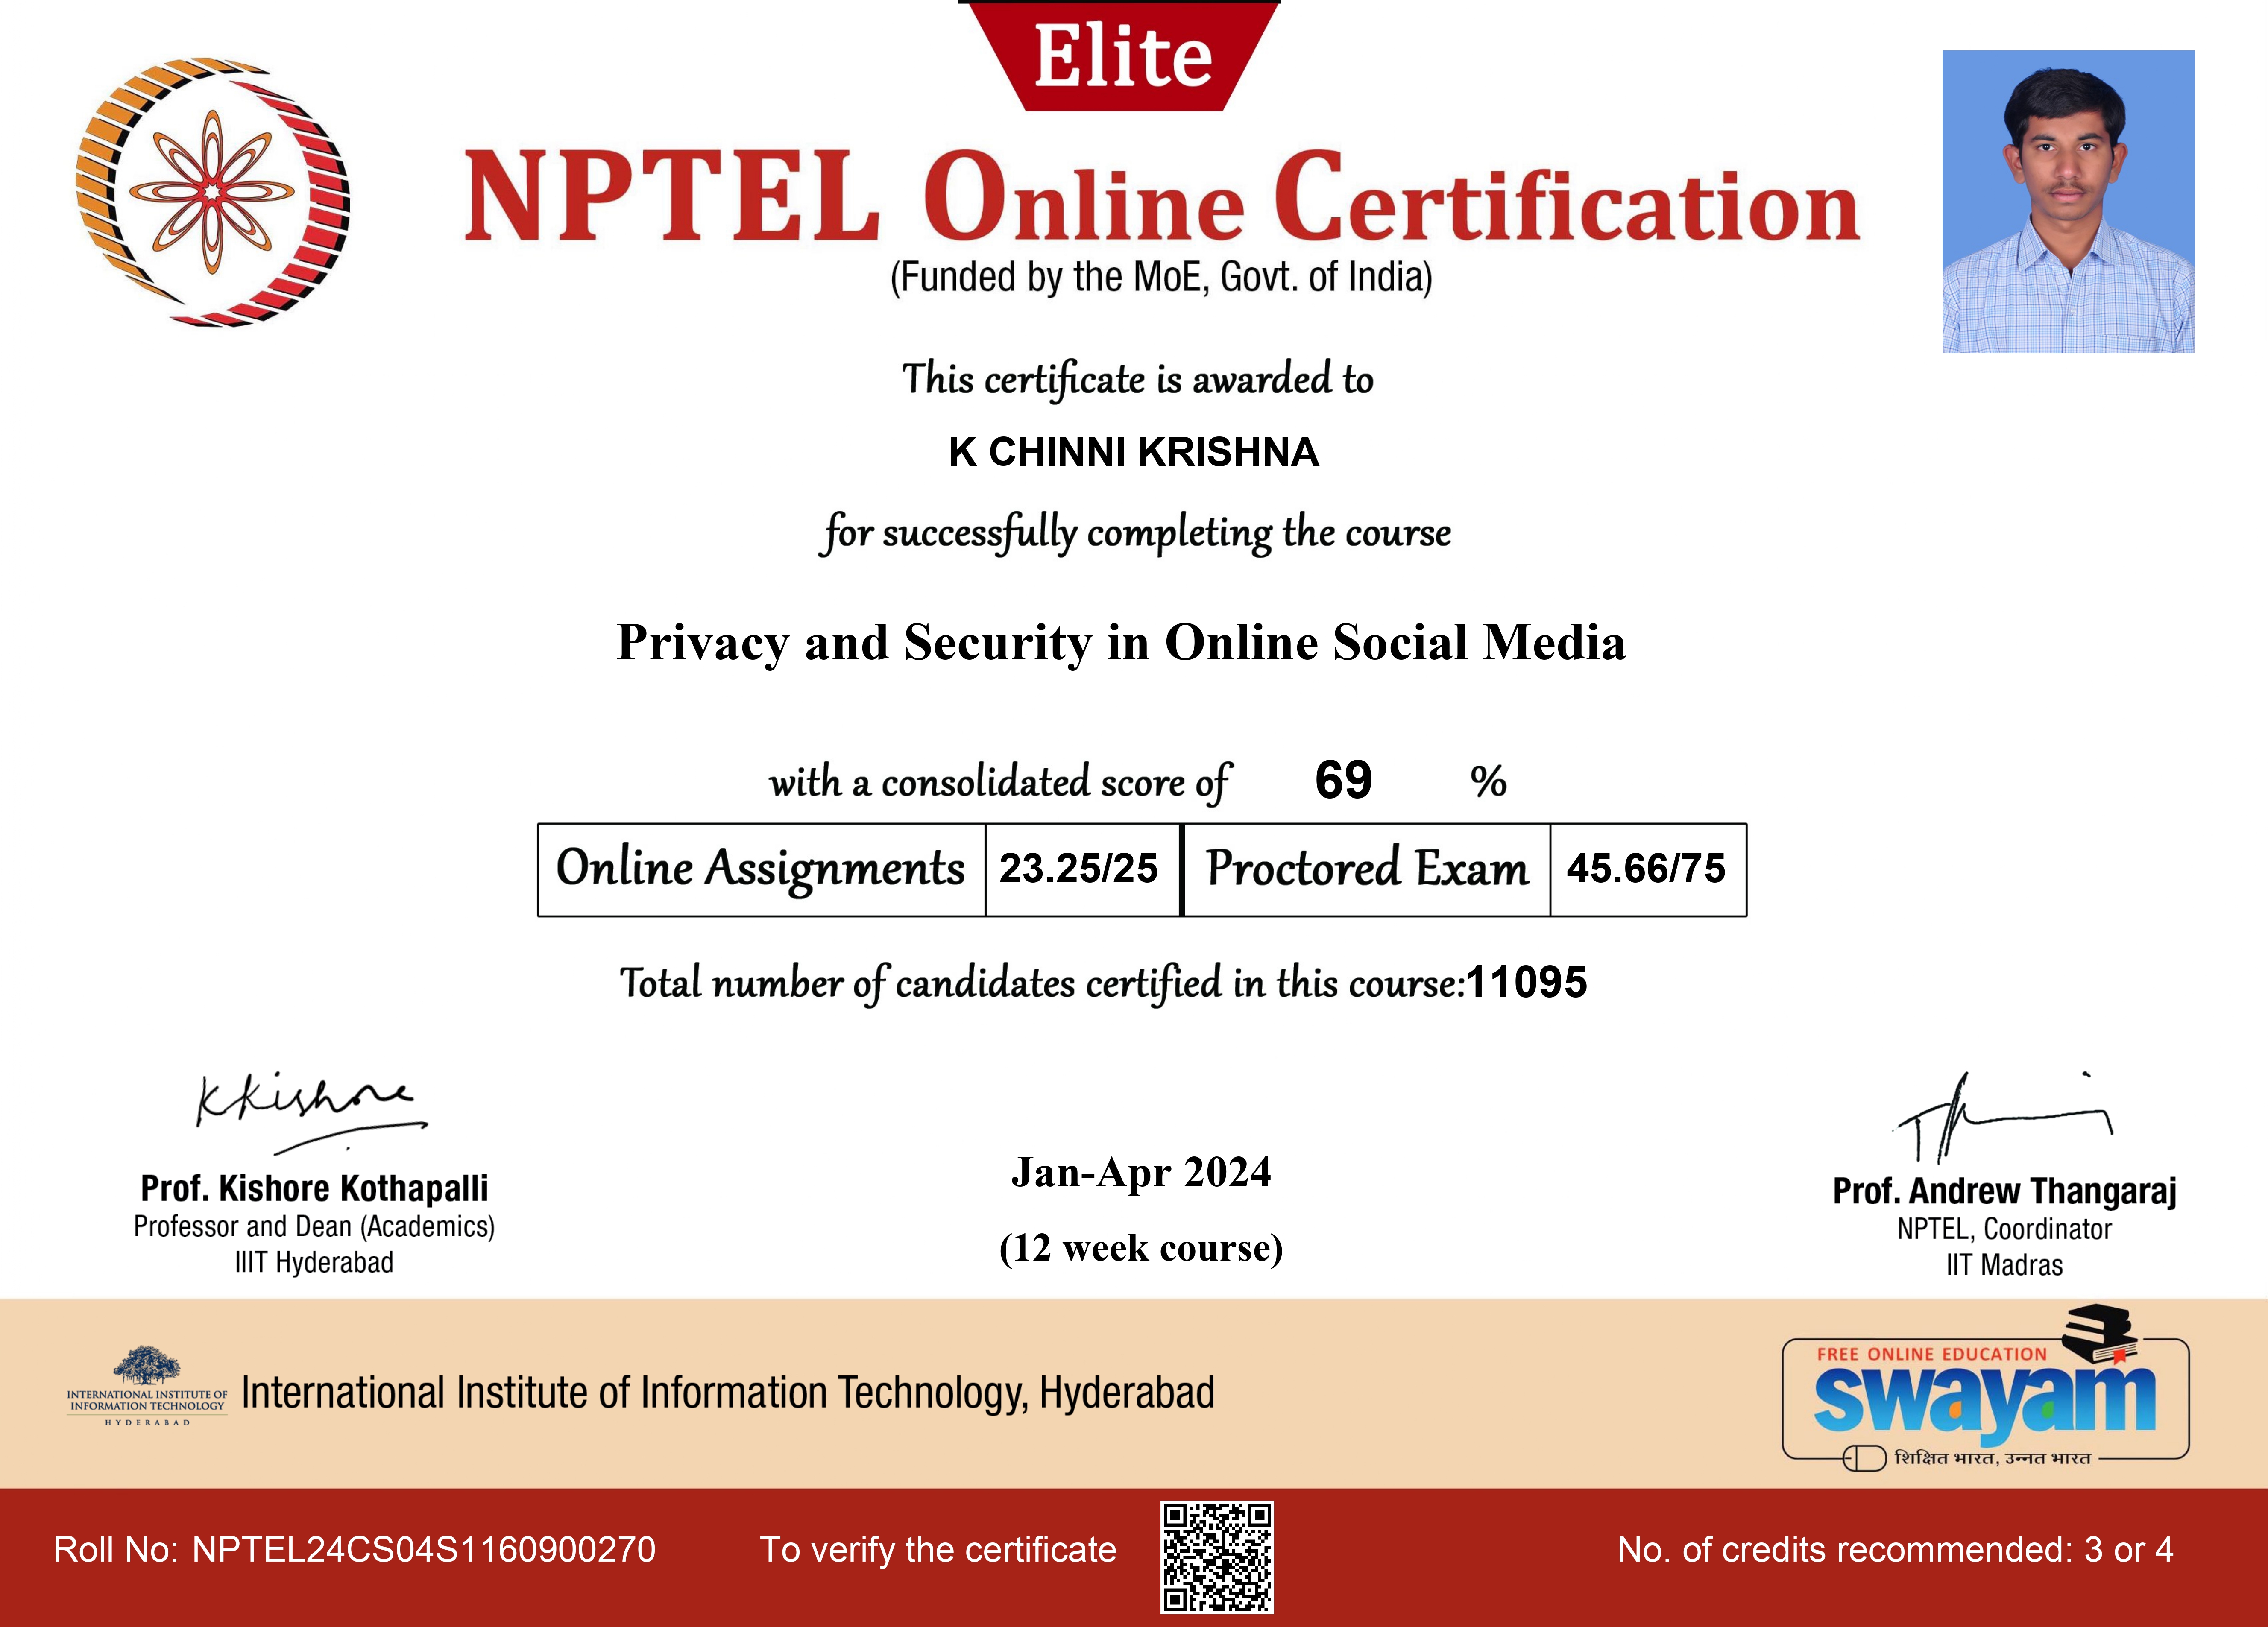 Elite
NPTEL Online Certification
(Funded by the MoE, Govt. of India)
This certificate is awarded to
K CHINNI KRISHNA
for successfully completing the course
Privacy and Security in Online Social Media
with a consolidated score of 69 %
Online Assignments 23.25/25 Proctored Exam 45.66/75
Total number of candidates certified in this course:11095
KKishore
Prof. Kishore Kothapalli
Professor and Dean (Academics)
IIIT Hyderabad
Jan-Apr 2024
(12 week course)
Prof. Andrew Thangaraj
NPTEL, Coordinator
IIT Madras
INTERNATIONAL INSTITUTE OF
INFORMATION TECHNOLOGY
HYDERABAD
International Institute of Information Technology, Hyderabad
FREE ONLINE EDUCATION
swayam
शिक्षित भारत, उन्नत भारत
Roll No: NPTEL24CS04S1160900270 To verify the certificate No. of credits recommended: 3 or 4